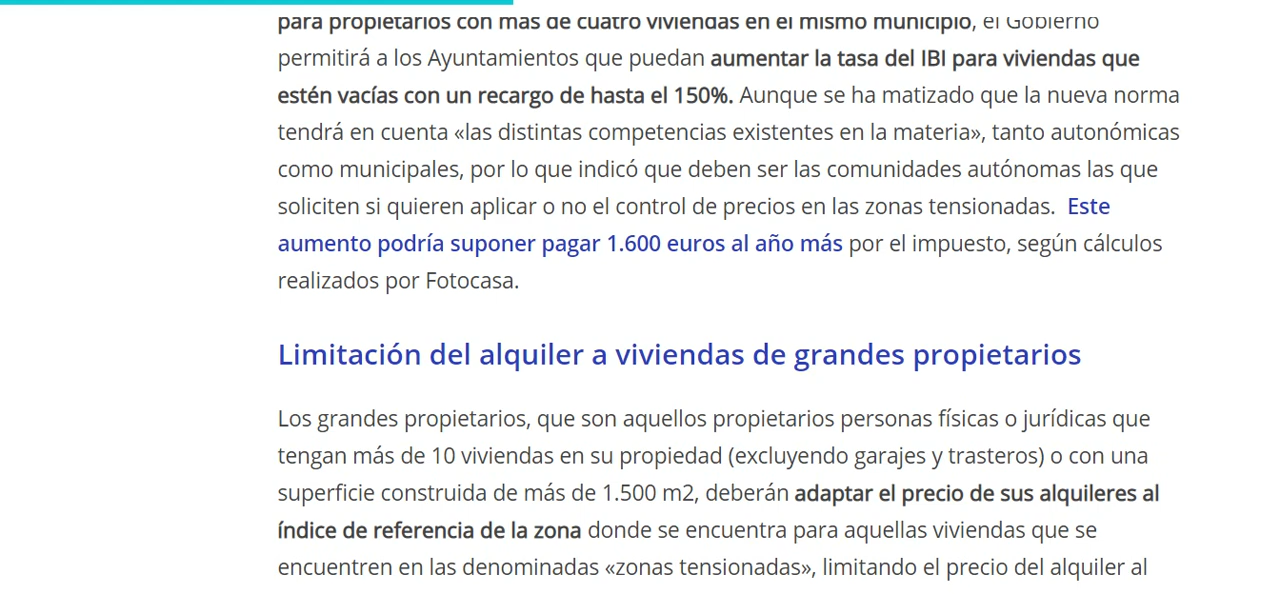 para propietarios con más de cuatro viviendas en el mismo municipio, el Gobierno
permitirá a los Ayuntamientos que puedan aumentar la tasa del IBI para viviendas que
estén vacías con un recargo de hasta el 150%. Aunque se ha matizado que la nueva norma
tendrá en cuenta «las distintas competencias existentes en la materia», tanto autonómicas
como municipales, por lo que indicó que deben ser las comunidades autónomas las que
soliciten si quieren aplicar o no el control de precios en las zonas tensionadas. Este
aumento podría suponer pagar 1.600 euros al año más por el impuesto, según cálculos
realizados por Fotocasa.
Limitación del alquiler a viviendas de grandes propietarios
Los grandes propietarios, que son aquellos propietarios personas físicas o jurídicas que
tengan más de 10 viviendas en su propiedad (excluyendo garajes y trasteros) o con una
superficie construida de más de 1.500 m2, deberán adaptar el precio de sus alquileres al
índice de referencia de la zona donde se encuentra para aquellas viviendas que se
encuentren en las denominadas «zonas tensionadas», limitando el precio del alquiler al